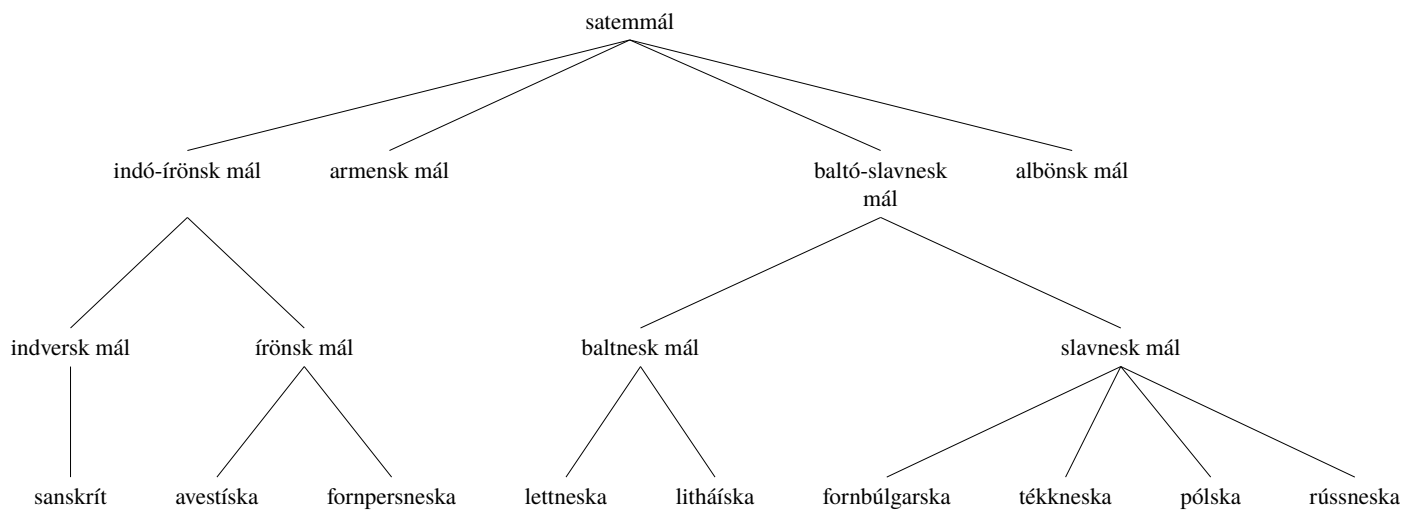 satemmál
indó-írönsk mál armensk mál baltó-slavnesk mál albönsk mál
indversk mál írönsk mál baltnesk mál slavnesk mál
sanskrít avestíska fornpersneska lettneska litháíska fornbúlgarska tékkneska pólska rússneska